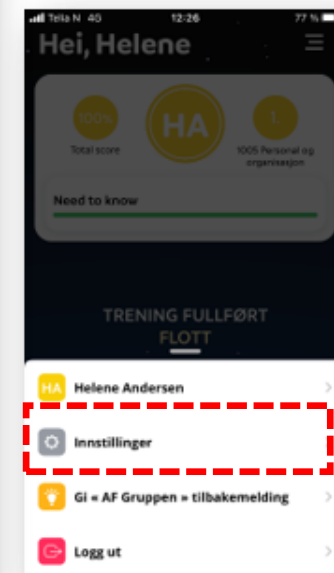 Telia N 4G 12:26 77 %
Hei, Helene
100% HA L
Total score 1005 Personal og
organisasjon
Need to know
TRENING FULLFØRT
FLOTT
HA Helene Andersen
Innstillinger
Gi « AF Gruppen » tilbakemelding
Logg ut